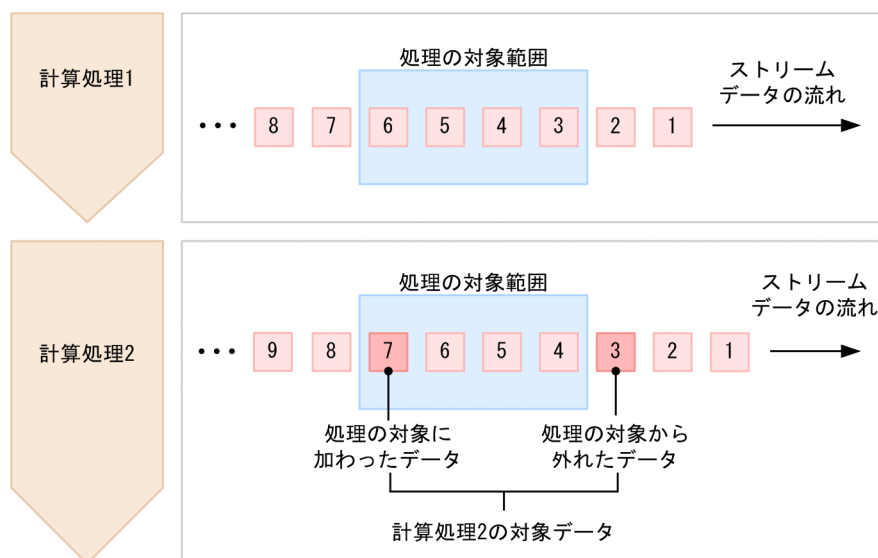 計算処理1
処理の対象範囲
ストリーム
データの流れ
••• 8 7 6 5 4 3 2 1
計算処理2
処理の対象範囲
ストリーム
データの流れ
••• 9 8 7 6 5 4 3 2 1
処理の対象に
加わったデータ
処理の対象から
外れたデータ
計算処理2の対象データ